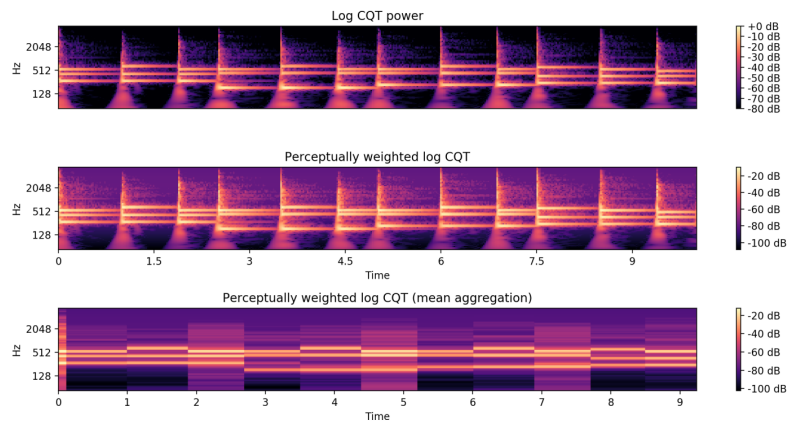 Log CQT power
Hz
2048
512
128
+0 dB
-10 dB
-20 dB
-30 dB
-40 dB
-50 dB
-60 dB
-70 dB
-80 dB
Perceptually weighted log CQT
Hz
2048
512
128
0 1.5 3 4.5 6 7.5 9
Time
-20 dB
-40 dB
-60 dB
-80 dB
-100 dB
Perceptually weighted log CQT (mean aggregation)
Hz
2048
512
128
0 1 2 3 4 5 6 7 8 9
Time
-20 dB
-40 dB
-60 dB
-80 dB
-100 dB